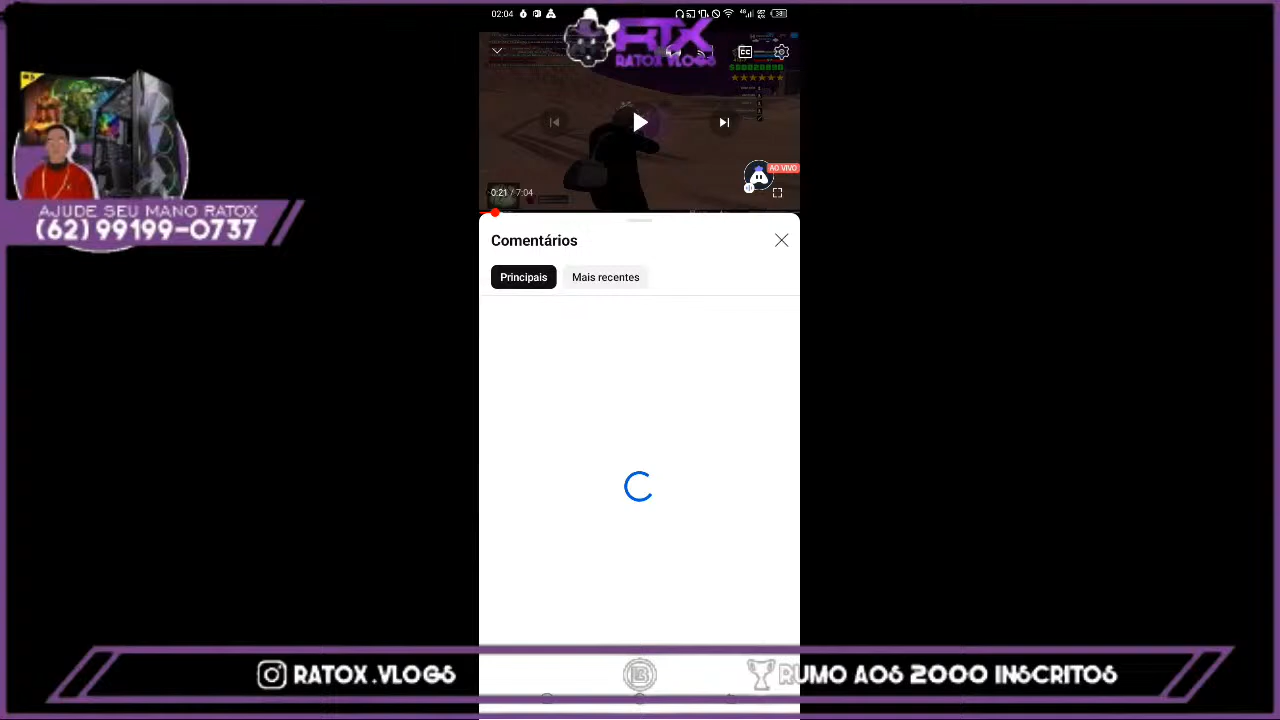 02:04
RTX
RATOX VLOGS
CC
AO VIVO
0:21 / 7:04
AJUDE SEU MANO RATOX
(62) 99199-0737
Comentários
Principais
Mais recentes
RATOX.VLOGS
RUMO AOS 2000 INSCRITOS